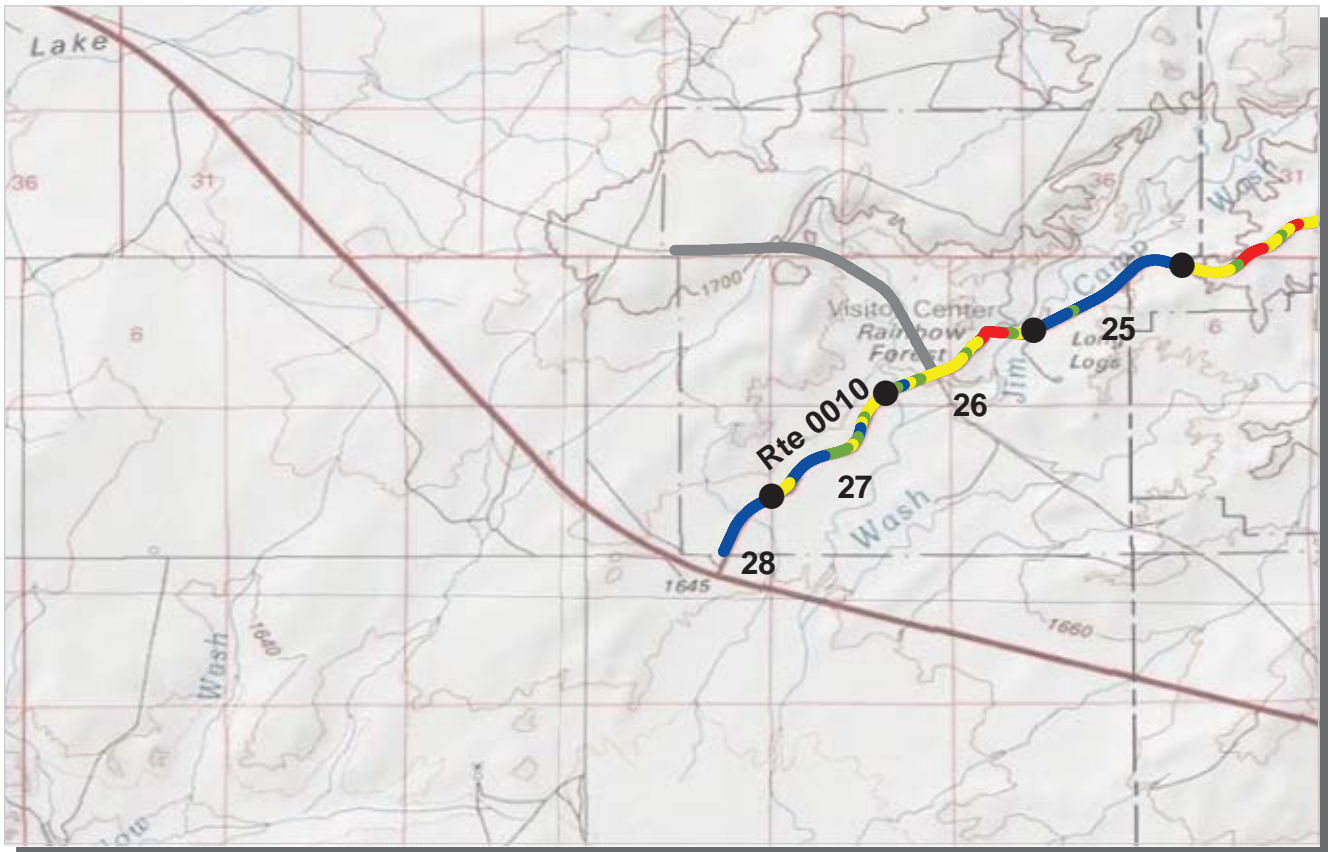 Lake
36
31
36
31
Wash
Camp
Jim
1700
Visitor Center
Rainbow
Forest
25
Long
Logs
6
6
26
Rte 0010
27
Wash
28
1645
1660
1640
Wash